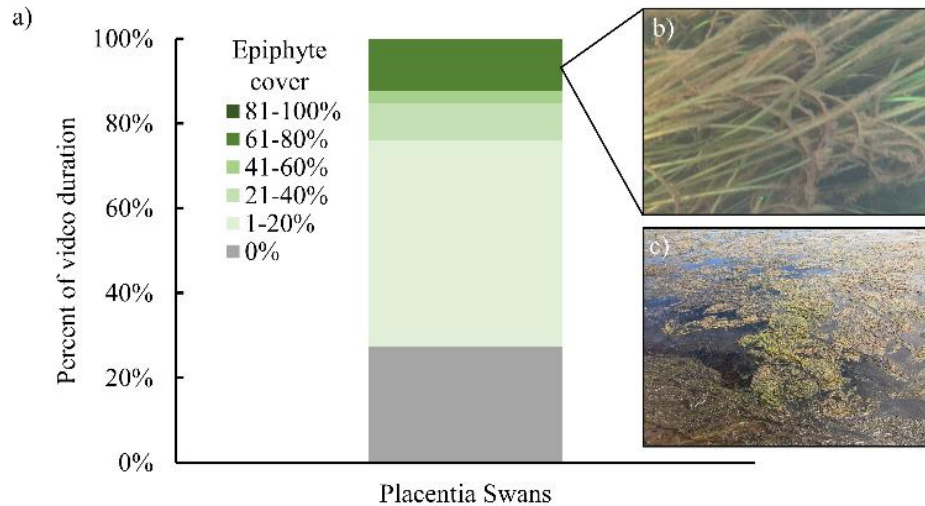 a)
100%
80%
60%
40%
20%
0%
Percent of video duration
Epiphyte
cover
81-100%
61-80%
41-60%
21-40%
1-20%
0%
Placentia Swans
b)
c)